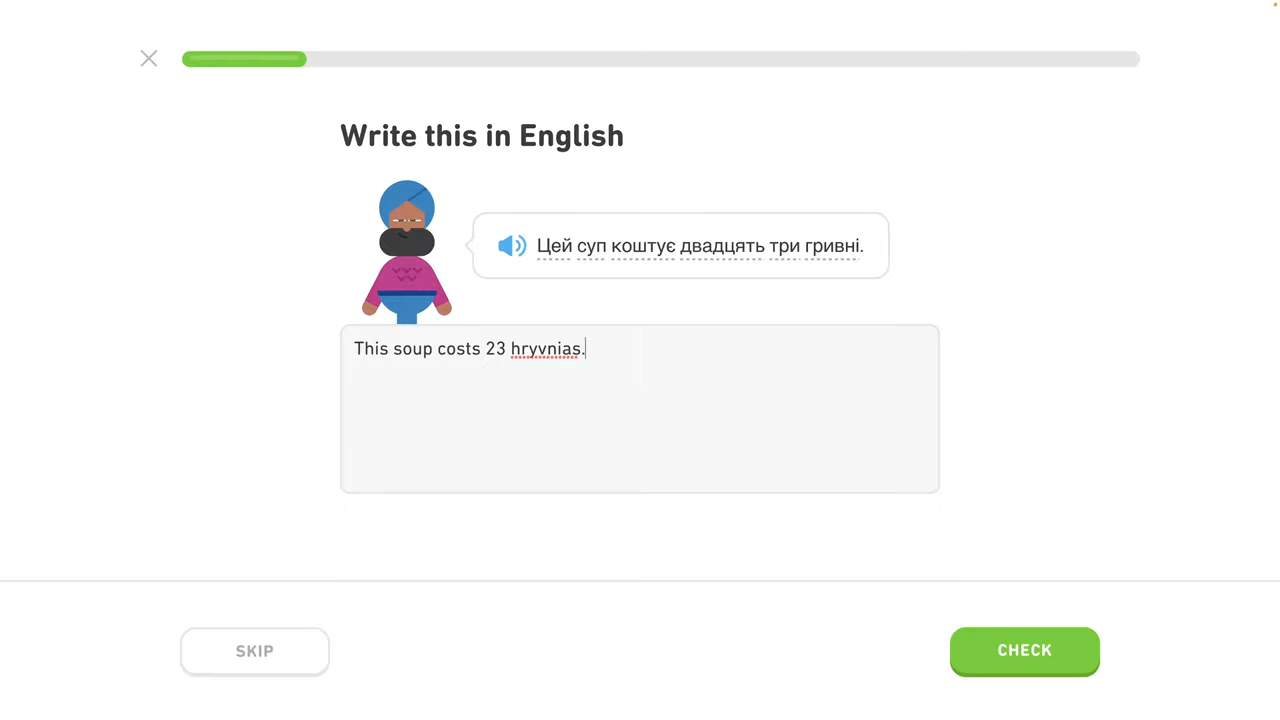 Write this in English
Цей суп коштує двадцять три гривні.
This soup costs 23 hryvnias.
SKIP
CHECK